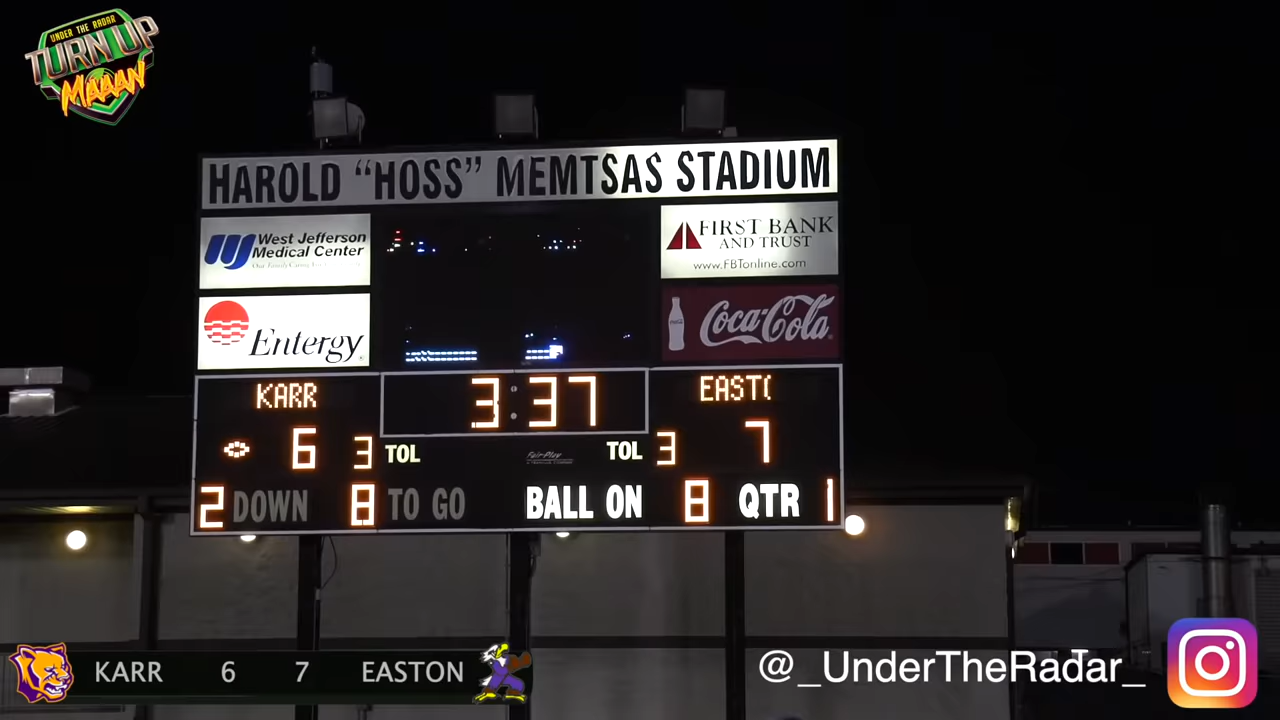 UNDER THE RADAR
TURN UP
MAAAN
HAROLD “HOSS” MEMTSAS STADIUM
West Jefferson
Medical Center
FIRST BANK
AND TRUST
www.FBTonline.com
Entergy
Coca-Cola
KARR 3:37 EAST(
6 3 TOL TOL 3 7
2 DOWN 8 TO GO BALL ON 8 QTR 1
KARR 6 7 EASTON
@_UnderTheRadar_